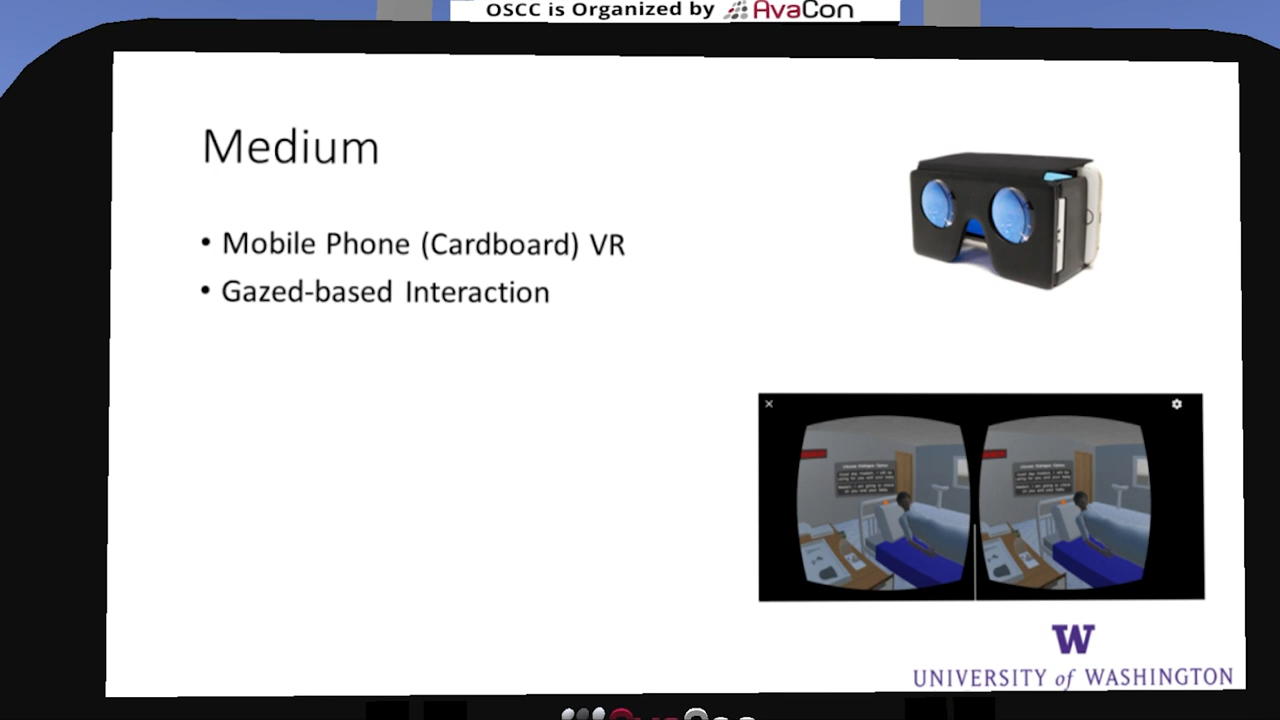 OSCC is Organized by AvaCon
Medium
• Mobile Phone (Cardboard) VR
• Gazed-based Interaction
W
UNIVERSITY of WASHINGTON